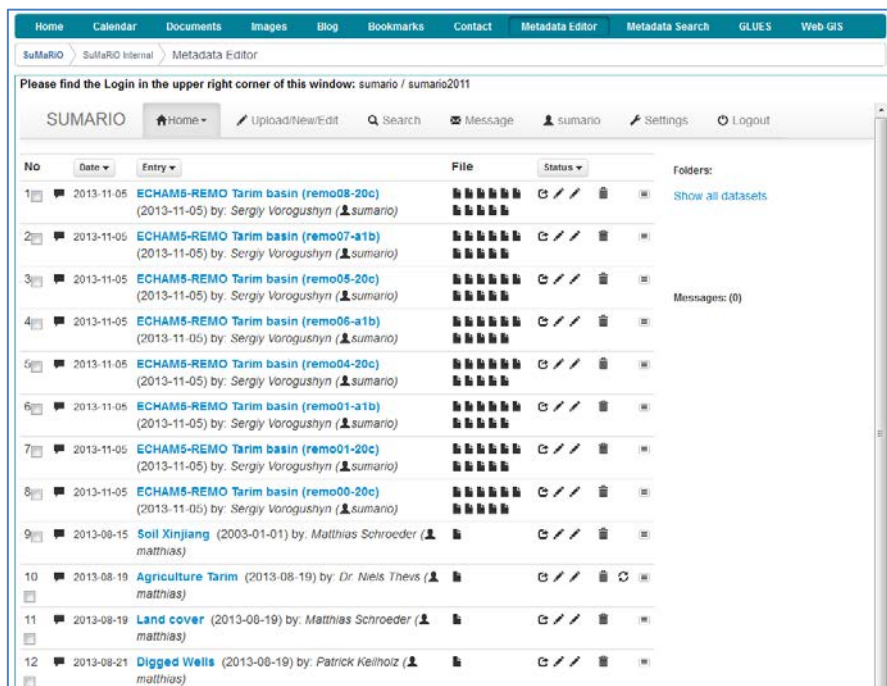 Home Calendar Documents Images Blog Bookmarks Contact Metadata Editor Metadata Search GLUES Web GIS
SuMaRiO SuMaRiO Internal Metadata Editor
Please find the Login in the upper right corner of this window: sumario / sumario2011
SUMARIO Home Upload/New/Edit Search Message sumario Settings Logout
No Date Entry File Status Folders:
Show all datasets
1 2013-11-05 ECHAM5-REMO Tarim basin (remo08-20c)
(2013-11-05) by: Sergiy Vorogushyn (sumario)
2 2013-11-05 ECHAM5-REMO Tarim basin (remo07-a1b)
(2013-11-05) by: Sergiy Vorogushyn (sumario)
3 2013-11-05 ECHAM5-REMO Tarim basin (remo05-20c)
(2013-11-05) by: Sergiy Vorogushyn (sumario)
Messages: (0)
4 2013-11-05 ECHAM5-REMO Tarim basin (remo06-a1b)
(2013-11-05) by: Sergiy Vorogushyn (sumario)
5 2013-11-05 ECHAM5-REMO Tarim basin (remo04-20c)
(2013-11-05) by: Sergiy Vorogushyn (sumario)
6 2013-11-05 ECHAM5-REMO Tarim basin (remo01-a1b)
(2013-11-05) by: Sergiy Vorogushyn (sumario)
7 2013-11-05 ECHAM5-REMO Tarim basin (remo01-20c)
(2013-11-05) by: Sergiy Vorogushyn (sumario)
8 2013-11-05 ECHAM5-REMO Tarim basin (remo00-20c)
(2013-11-05) by: Sergiy Vorogushyn (sumario)
9 2013-08-15 Soil Xinjiang (2003-01-01) by: Matthias Schroeder (
matthias)
10 2013-08-19 Agriculture Tarim (2013-08-19) by: Dr. Niels Thevs (
matthias)
11 2013-08-19 Land cover (2013-08-19) by: Matthias Schroeder (
matthias)
12 2013-08-21 Digged Wells (2013-08-19) by: Patrick Keilholz (
matthias)